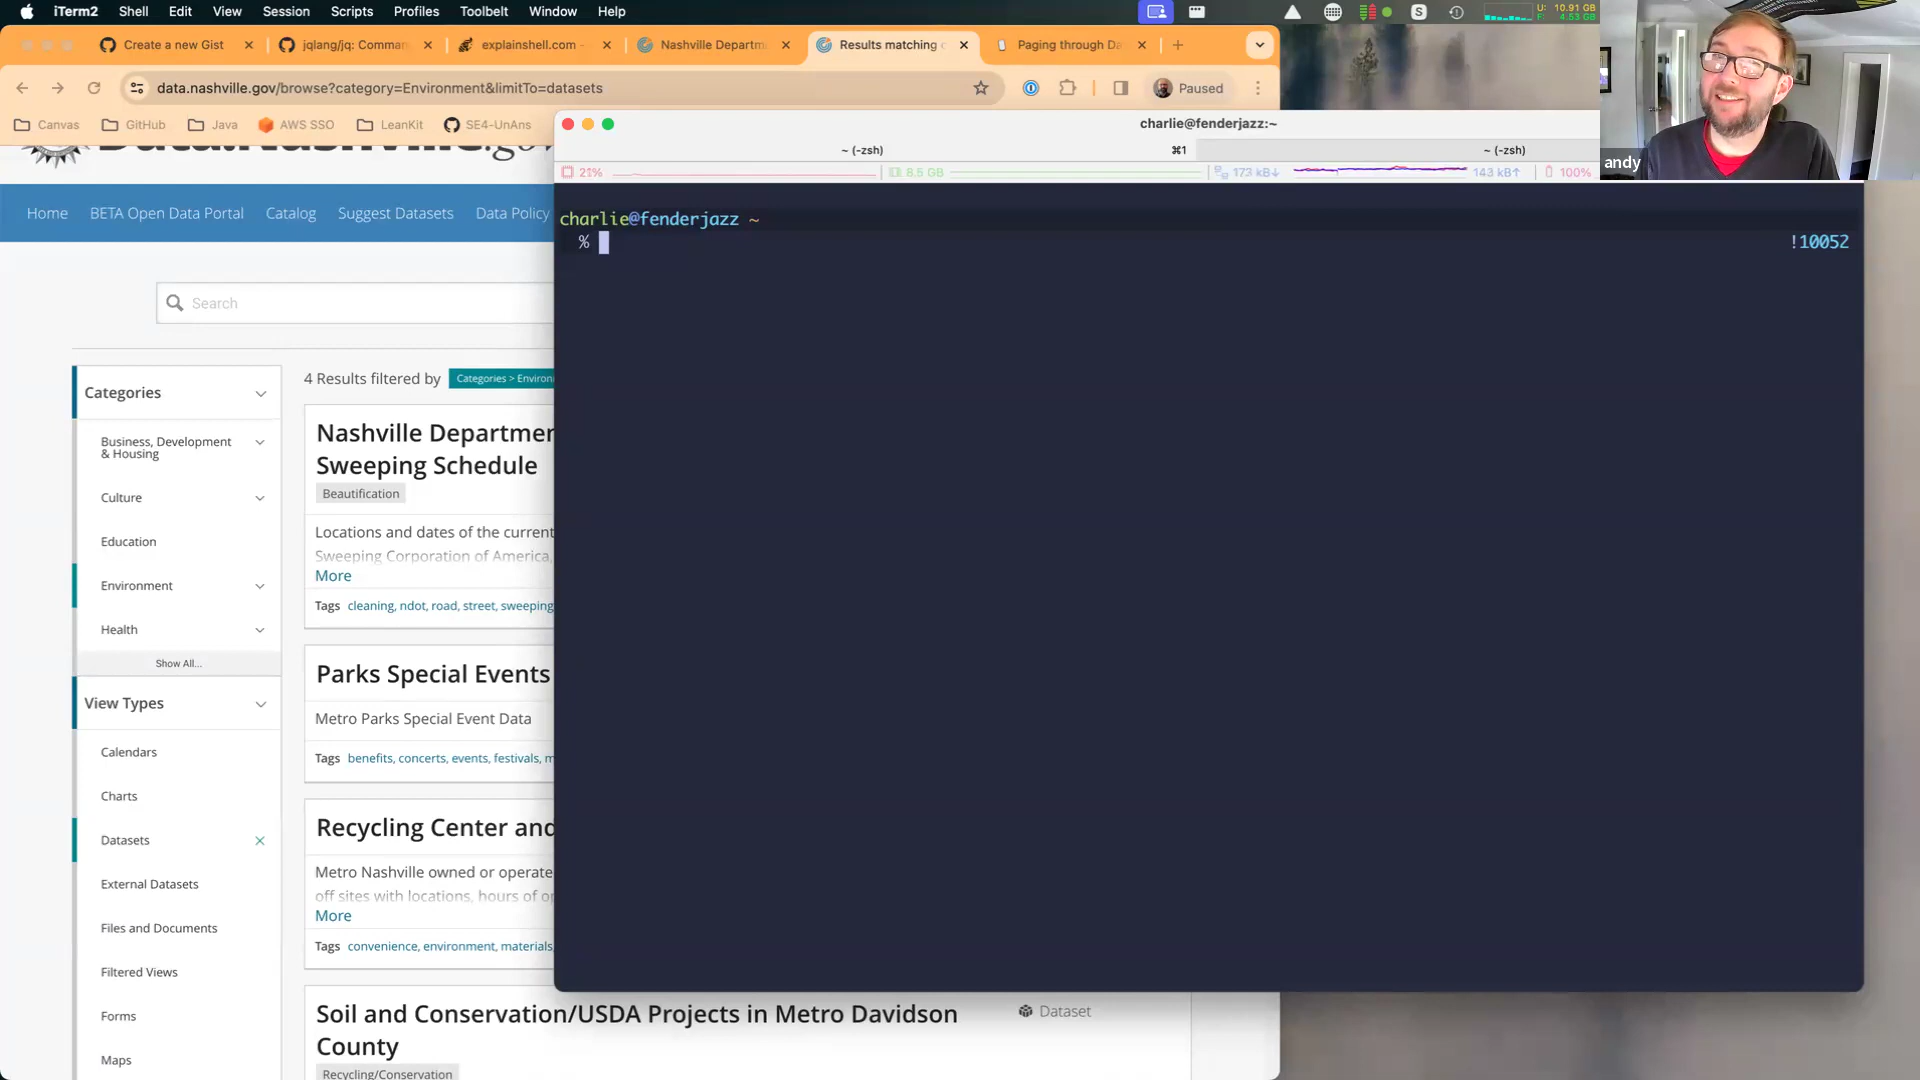 iTerm2 Shell Edit View Session Scripts Profiles Toolbelt Window Help
U: 10.91 GB
F: 4.53 GB
Create a new Gist
jqlang/jq: Comman
explainshell.com -
Nashville Departm
Results matching
Paging through Da
data.nashville.gov/browse?category=Environment&limitTo=datasets
Paused
Canvas GitHub Java AWS SSO LeanKit SE4-UnAns
charlie@fenderjazz:~
~ (-zsh) ⌘1 ~ (-zsh)
21% 8.5 GB 173 kB↓ 143 kB↑ 100%
andy
charlie@fenderjazz ~
% !10052
.gov
Home BETA Open Data Portal Catalog Suggest Datasets Data Policy
Search
Categories
Business, Development
& Housing
Culture
Education
Environment
Health
Show All...
View Types
Calendars
Charts
Datasets
External Datasets
Files and Documents
Filtered Views
Forms
Maps
4 Results filtered by Categories > Environ
Nashville Departmen
Sweeping Schedule
Beautification
Locations and dates of the current
Sweeping Corporation of America,
More
Tags cleaning, ndot, road, street, sweeping
Parks Special Events
Metro Parks Special Event Data
Tags benefits, concerts, events, festivals, m
Recycling Center and
Metro Nashville owned or operate
off sites with locations, hours of op
More
Tags convenience, environment, materials,
Soil and Conservation/USDA Projects in Metro Davidson
County
Dataset
Recycling/Conservation